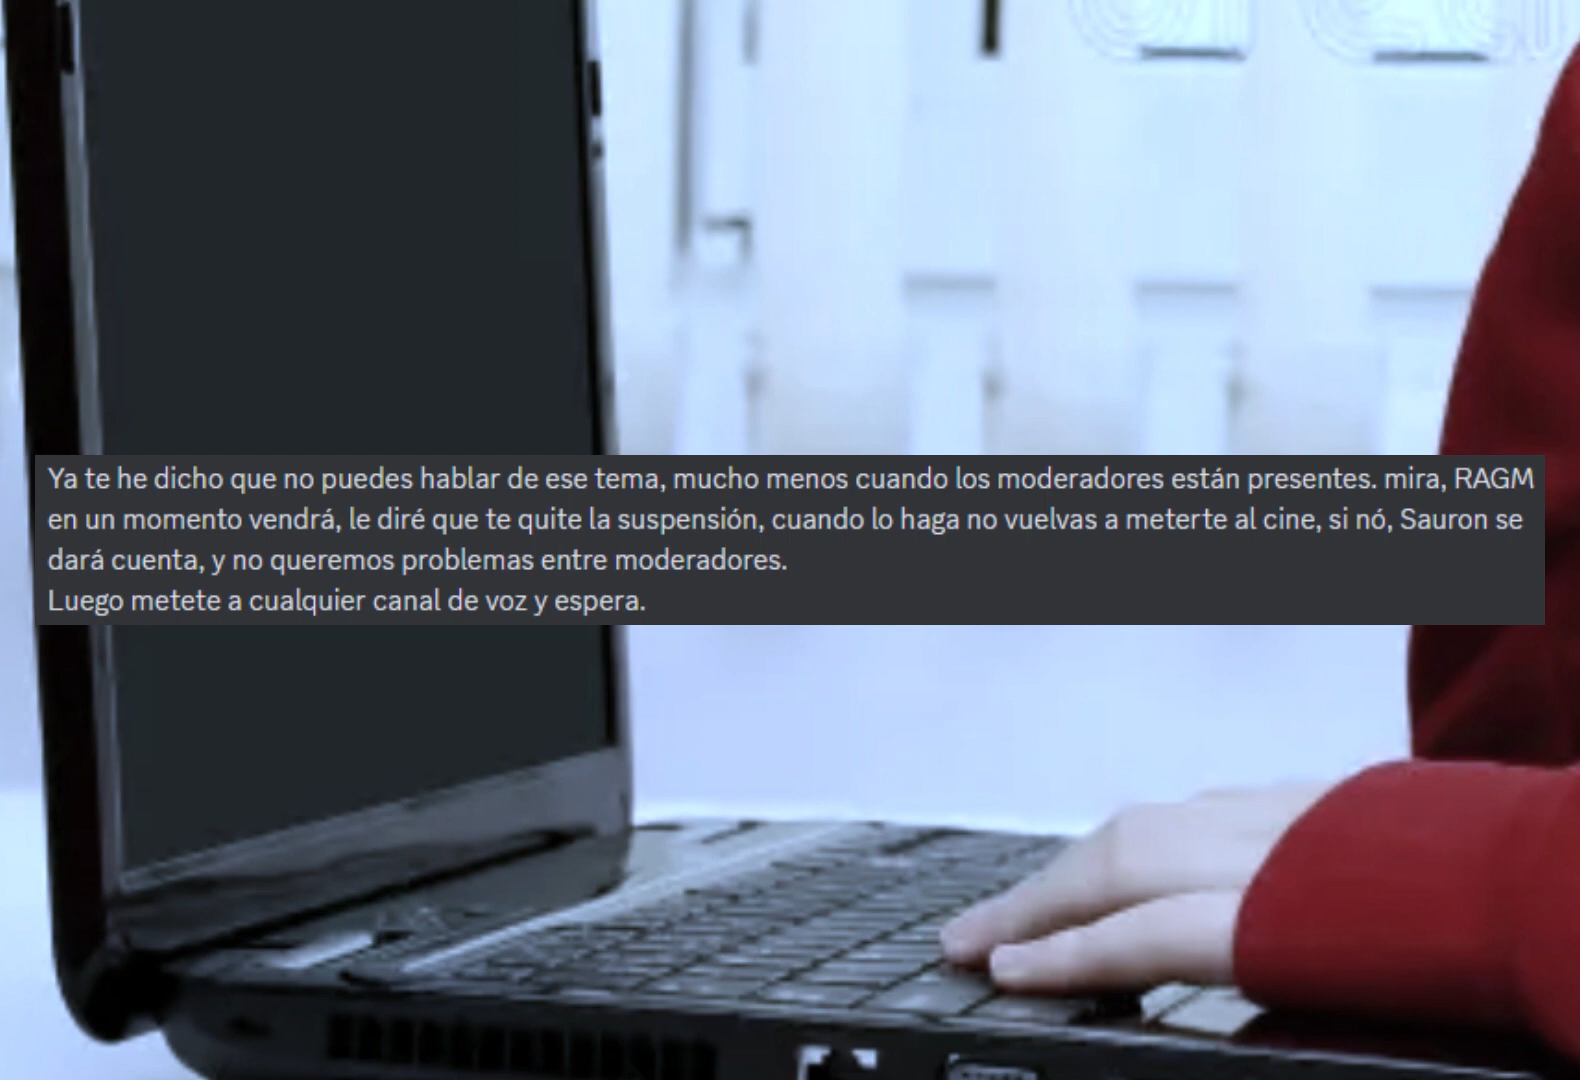 Ya te he dicho que no puedes hablar de ese tema, mucho menos cuando los moderadores están presentes. mira, RAGM
en un momento vendrá, le diré que te quite la suspensión, cuando lo haga no vuelvas a meterte al cine, si nó, Sauron se
dará cuenta, y no queremos problemas entre moderadores.
Luego metete a cualquier canal de voz y espera.